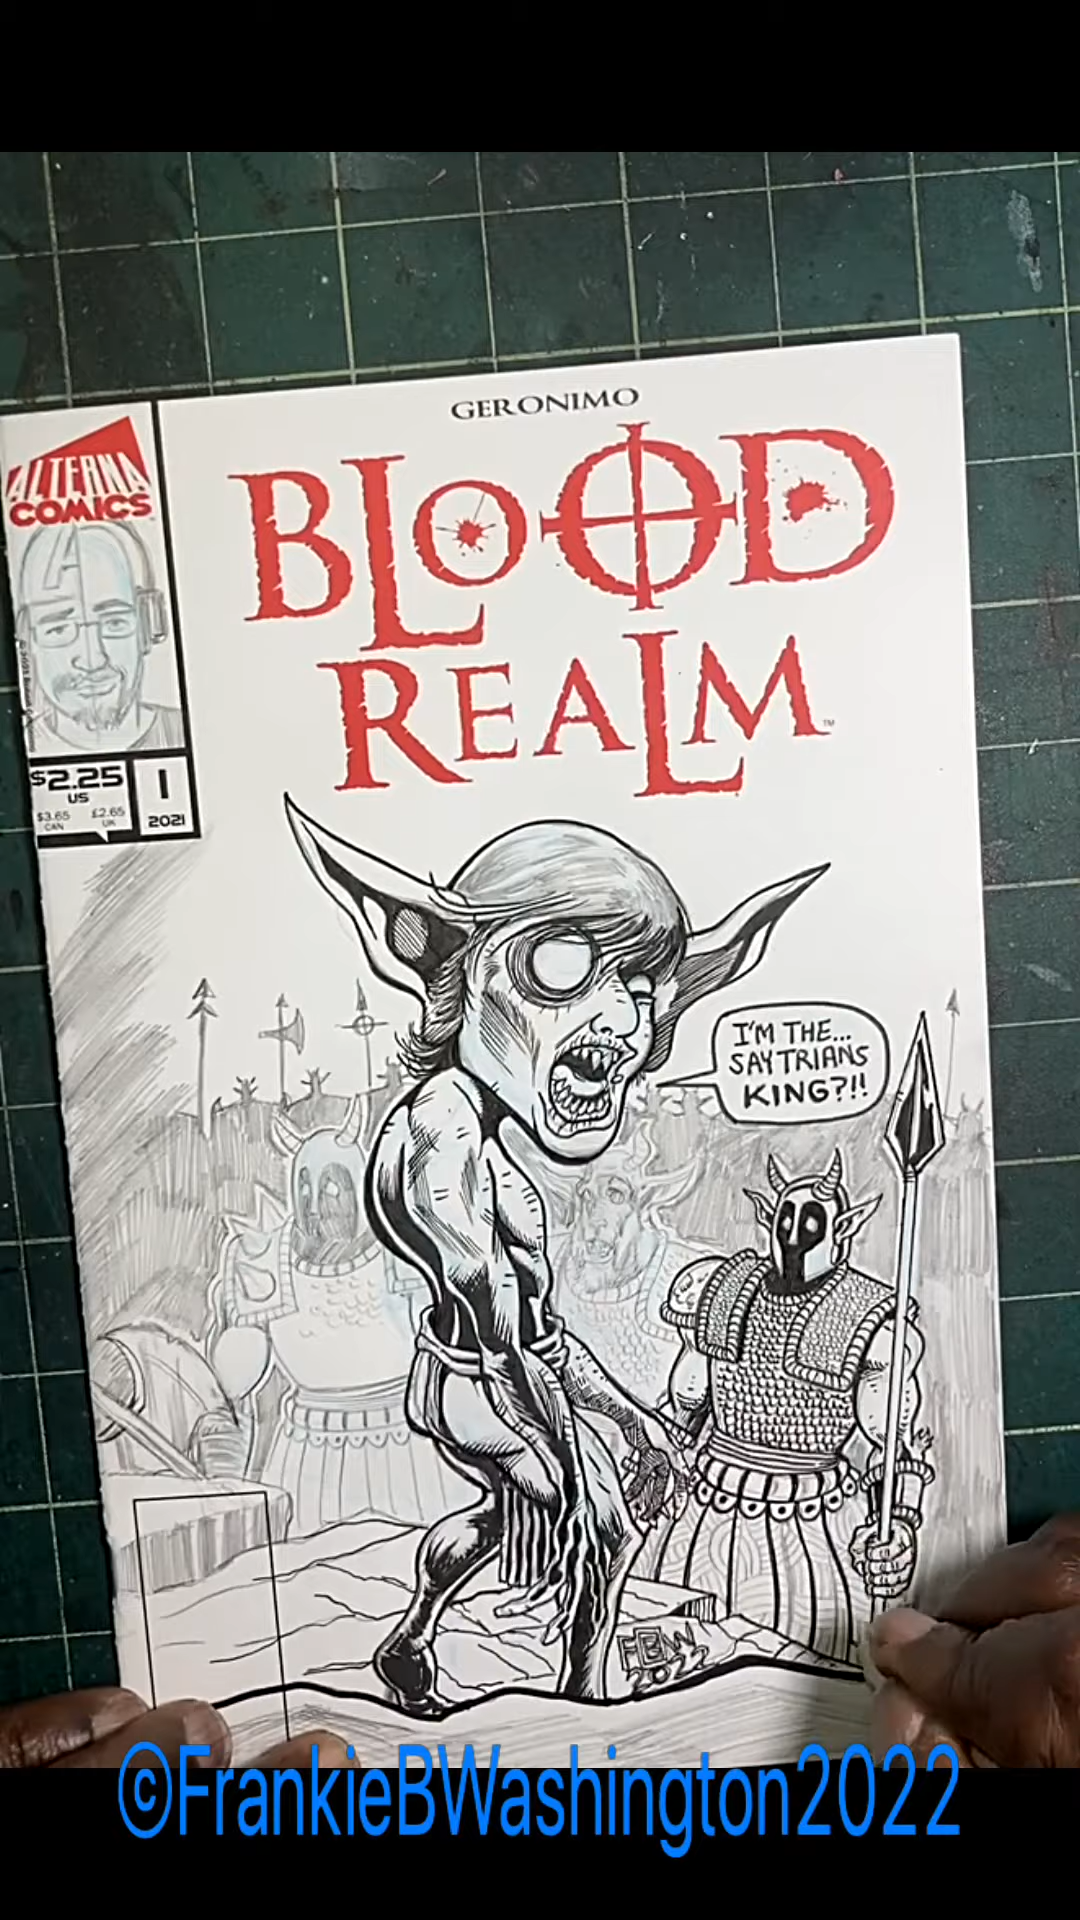 GERONIMO
BLOOD
REALM
TM
ALTERNA
COMICS
A
$2.25
US
$3.65
CAN
£2.65
UK
1
2021
I'M THE...
SAYTRIANS
KING?!!
FBW
2022
©FrankieBWashington2022